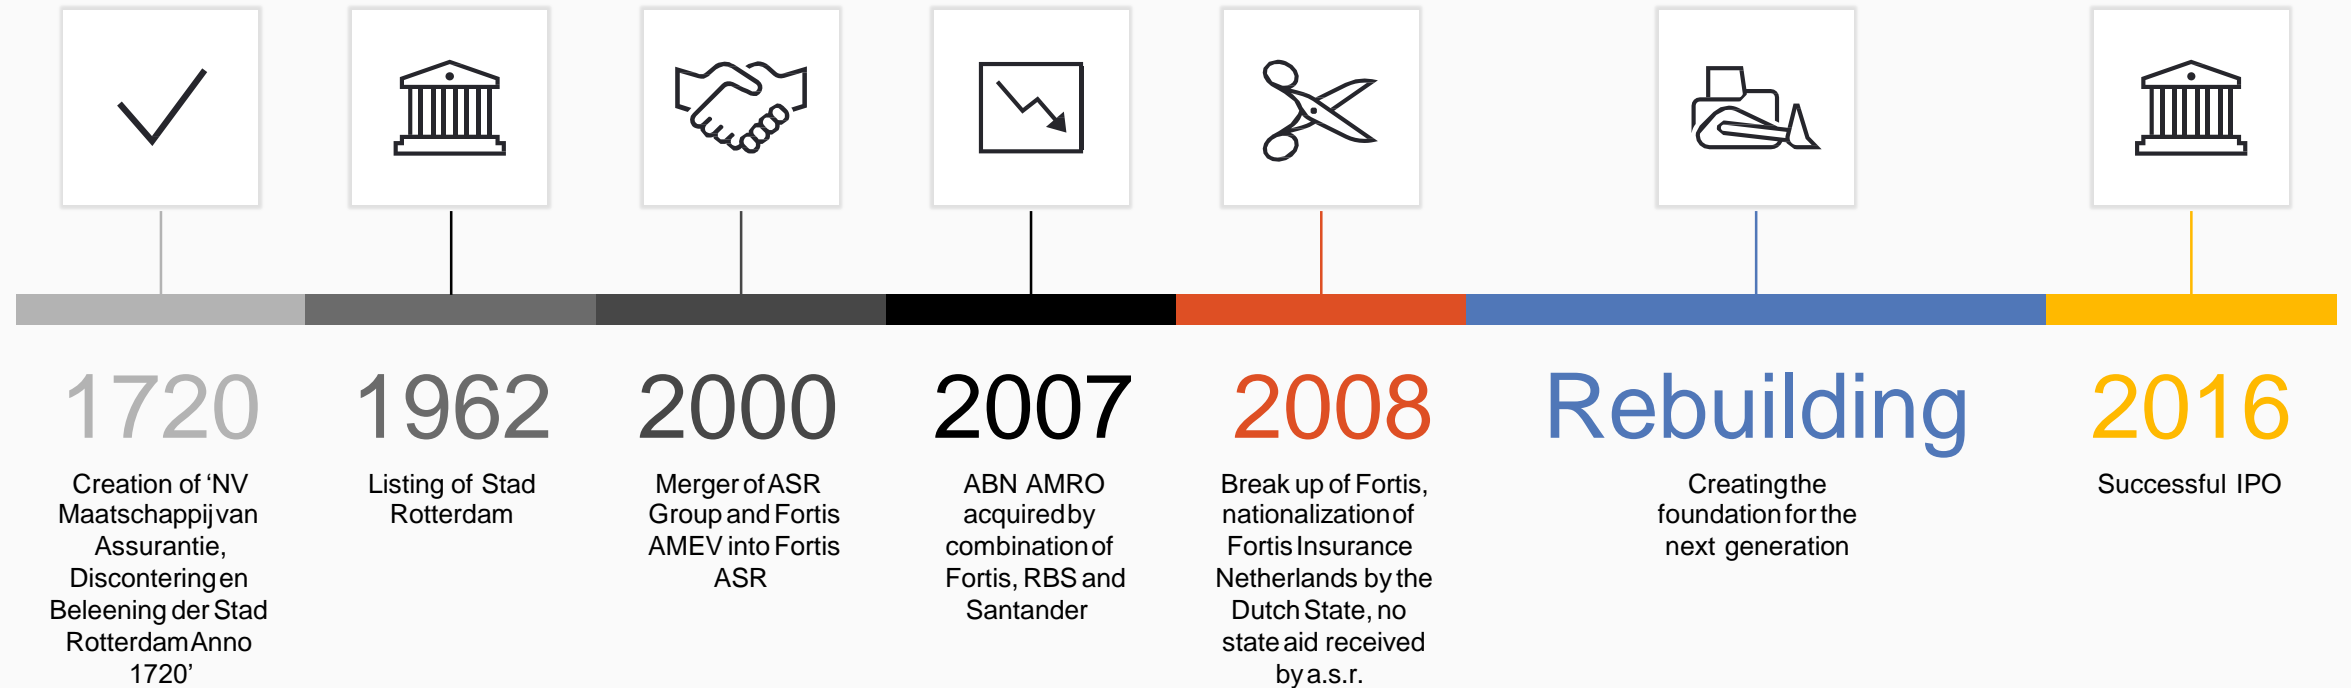 1720
Creation of ‘NV
Maatschappij van
Assurantie,
Discontering en
Beleening der Stad
Rotterdam Anno
1720’
1962
Listing of Stad
Rotterdam
2000
Merger of ASR
Group and Fortis
AMEV into Fortis
ASR
2007
ABN AMRO
acquired by
combination of
Fortis, RBS and
Santander
2008
Break up of Fortis,
nationalization of
Fortis Insurance
Netherlands by the
Dutch State, no
state aid received
by a.s.r.
Rebuilding
Creating the
foundation for the
next generation
2016
Successful IPO